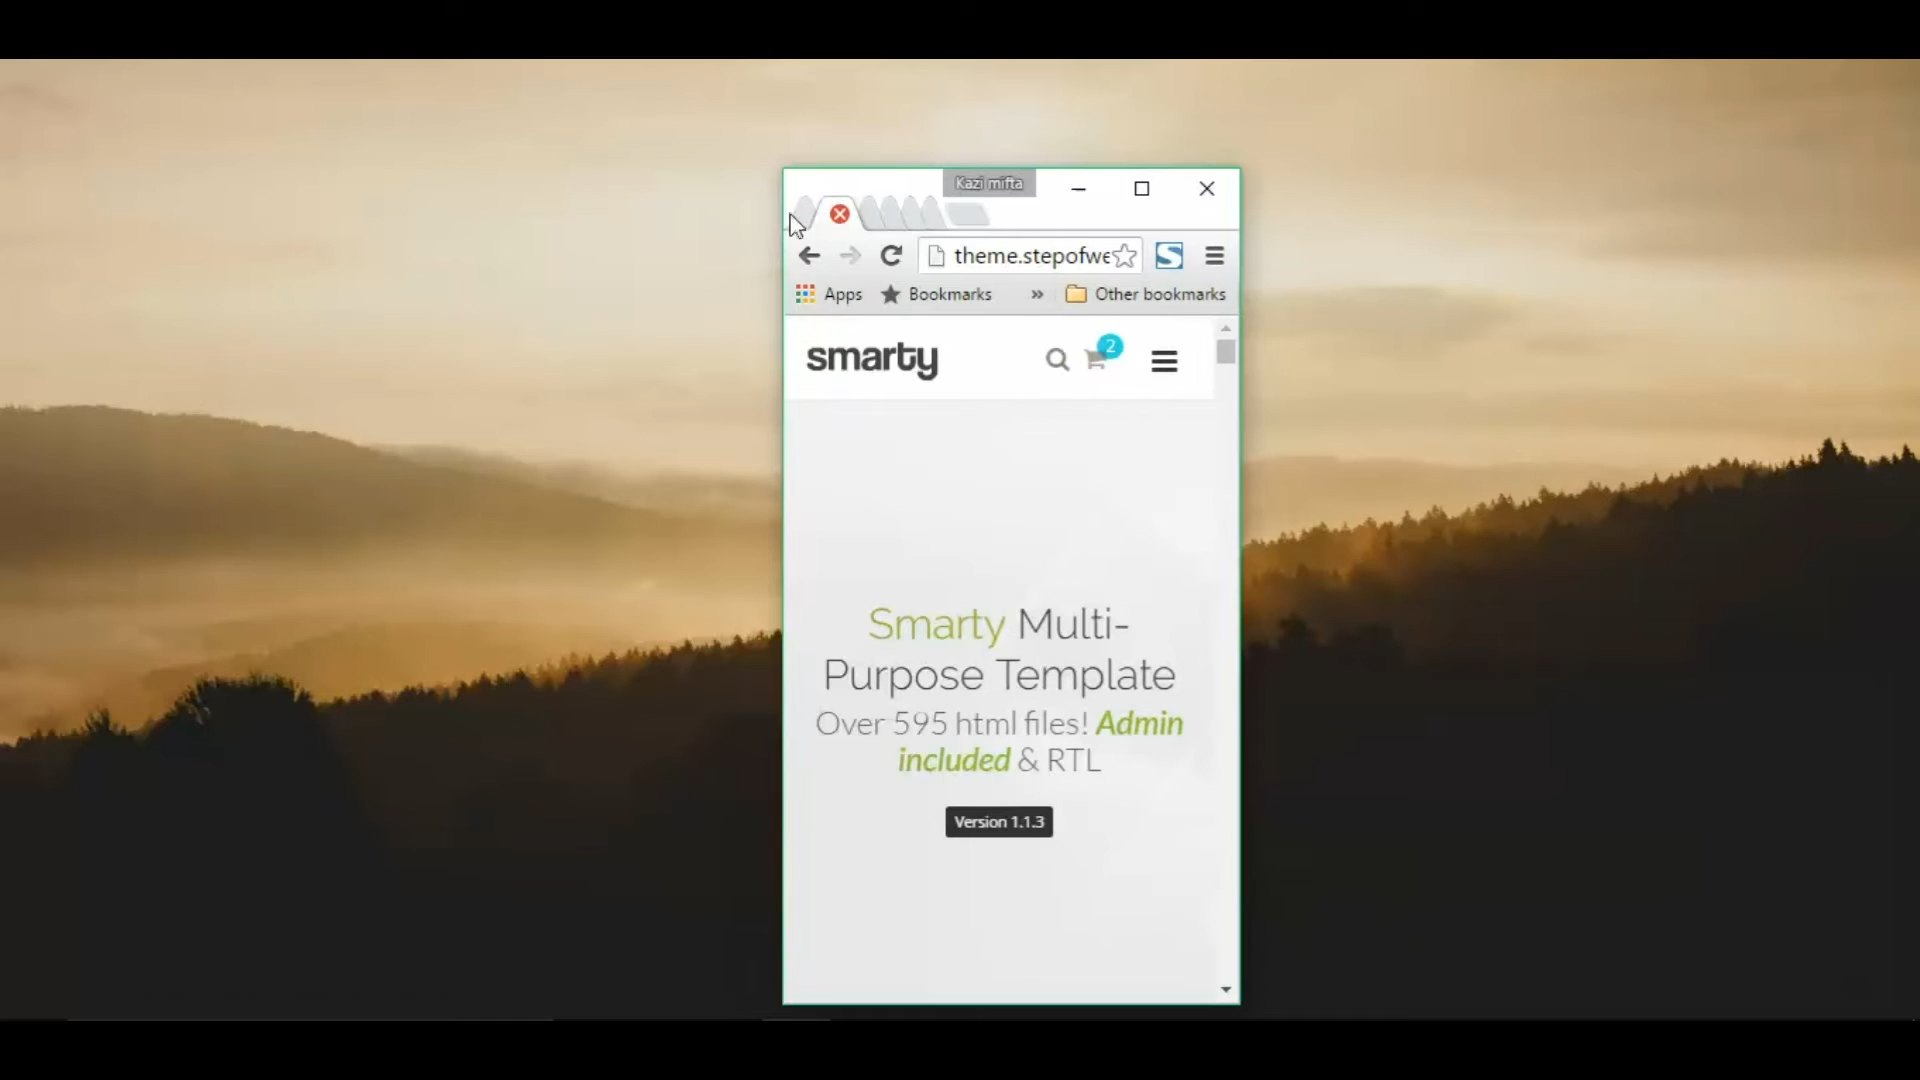 Kazi mifta
theme.stepofwe
Apps
Bookmarks
»
Other bookmarks
smarty
2
Smarty Multi-
Purpose Template
Over 595 html files! Admin
included & RTL
Version 1.1.3